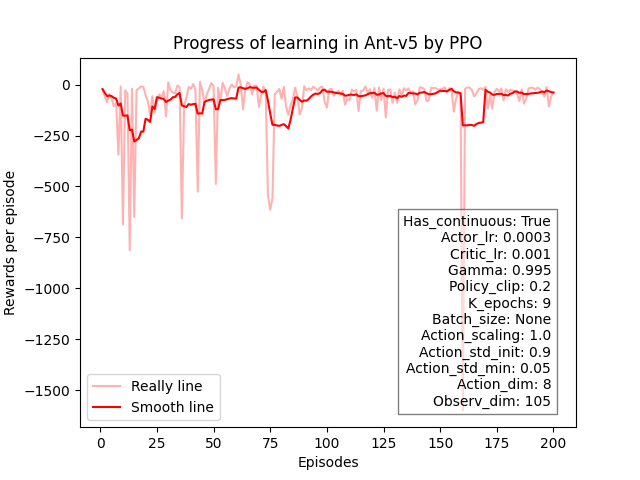 Progress of learning in Ant-v5 by PPO
Rewards per episode
0
−250
−500
−750
−1000
−1250
−1500
Has_continuous: True
Actor_lr: 0.0003
Critic_lr: 0.001
Gamma: 0.995
Policy_clip: 0.2
K_epochs: 9
Batch_size: None
Action_scaling: 1.0
Action_std_init: 0.9
Action_std_min: 0.05
Action_dim: 8
Observ_dim: 105
Really line
Smooth line
0 25 50 75 100 125 150 175 200
Episodes